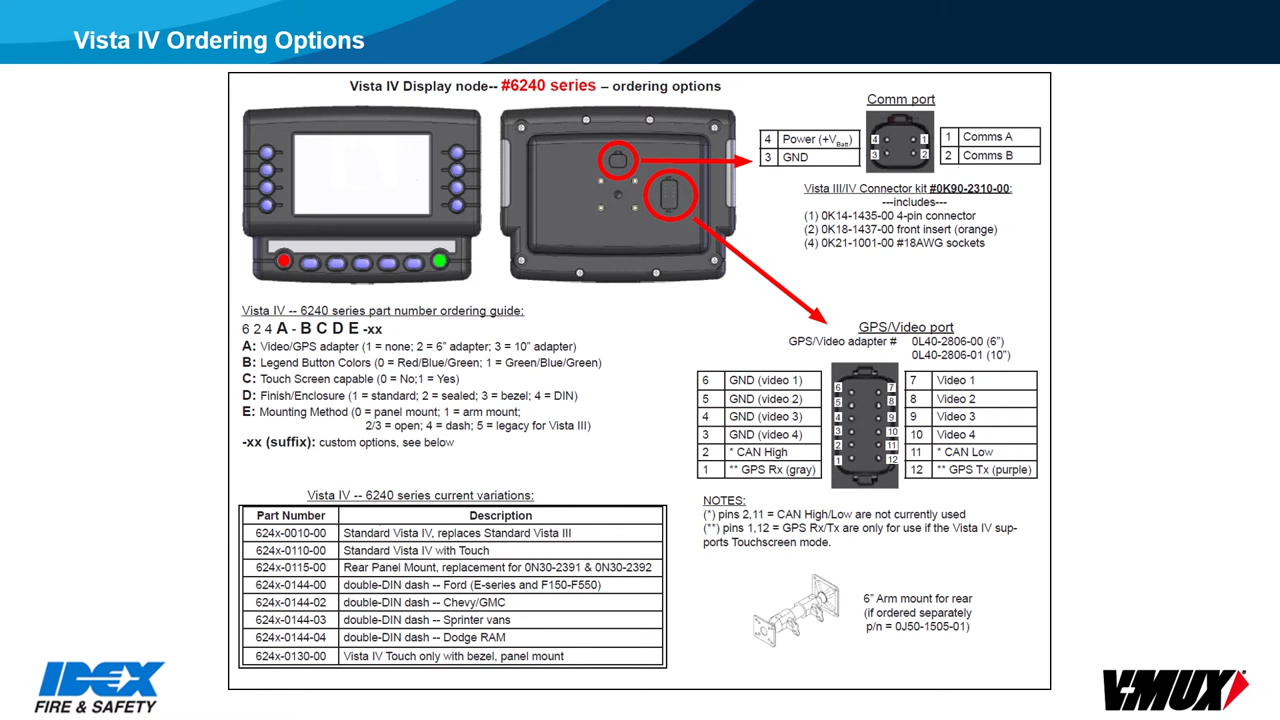 Vista IV Ordering Options
Vista IV Display node-- #6240 series – ordering options
Comm port
4 Power (+VBatt)
3 GND
4
3
1
2
1 Comms A
2 Comms B
Vista III/IV Connector kit #0K90-2310-00:
---includes---
(1) 0K14-1435-00 4-pin connector
(2) 0K18-1437-00 front insert (orange)
(4) 0K21-1001-00 #18AWG sockets
Vista IV -- 6240 series part number ordering guide:
6 2 4 A - B C D E -xx
A: Video/GPS adapter (1 = none; 2 = 6” adapter; 3 = 10” adapter)
B: Legend Button Colors (0 = Red/Blue/Green; 1 = Green/Blue/Green)
C: Touch Screen capable (0 = No;1 = Yes)
D: Finish/Enclosure (1 = standard; 2 = sealed; 3 = bezel; 4 = DIN)
E: Mounting Method (0 = panel mount; 1 = arm mount;
2/3 = open; 4 = dash; 5 = legacy for Vista III)
-xx (suffix): custom options, see below
GPS/Video port
GPS/Video adapter # 0L40-2806-00 (6”)
0L40-2806-01 (10”)
6 GND (video 1)
5 GND (video 2)
4 GND (video 3)
3 GND (video 4)
2 * CAN High
1 ** GPS Rx (gray)
6
5
4
3
2
1
7
8
9
10
11
12
7 Video 1
8 Video 2
9 Video 3
10 Video 4
11 * CAN Low
12 ** GPS Tx (purple)
NOTES:
(*) pins 2,11 = CAN High/Low are not currently used
(**) pins 1,12 = GPS Rx/Tx are only for use if the Vista IV sup-
ports Touchscreen mode.
Vista IV -- 6240 series current variations:
Part Number Description
624x-0010-00 Standard Vista IV, replaces Standard Vista III
624x-0110-00 Standard Vista IV with Touch
624x-0115-00 Rear Panel Mount, replacement for 0N30-2391 & 0N30-2392
624x-0144-00 double-DIN dash -- Ford (E-series and F150-F550)
624x-0144-02 double-DIN dash -- Chevy/GMC
624x-0144-03 double-DIN dash -- Sprinter vans
624x-0144-04 double-DIN dash -- Dodge RAM
624x-0130-00 Vista IV Touch only with bezel, panel mount
6” Arm mount for rear
(if ordered separately
p/n = 0J50-1505-01)
IDEX
FIRE & SAFETY
V-MUX